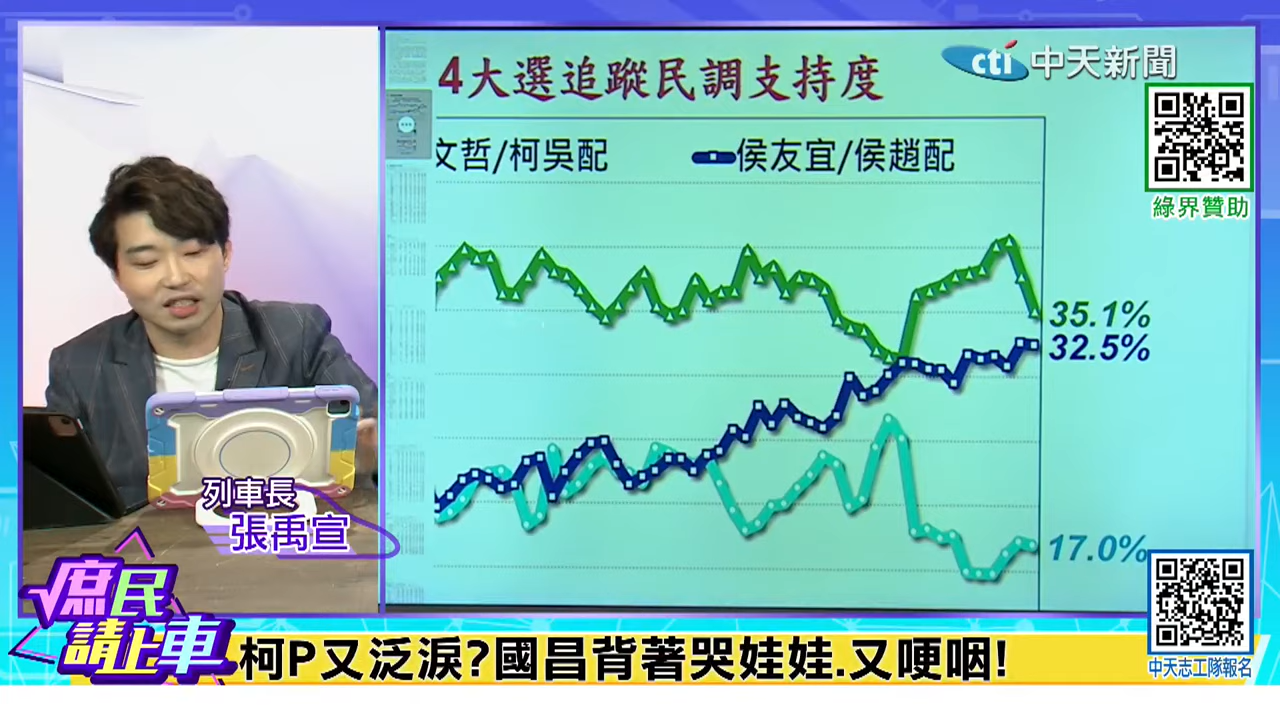 4大選追蹤民調支持度
cti 中天新聞
文哲/柯吳配
侯友宜/侯趙配
綠界贊助
35.1%
32.5%
17.0%
列車長
張禹宣
庶民
請上車
柯P又泛淚?國昌背著哭娃娃.又哽咽!
中天志工隊報名